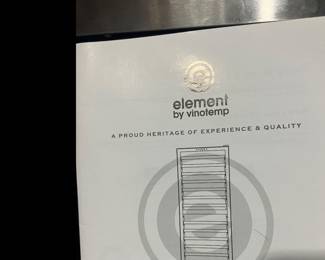 element
by vinotemp
A PROUD HERITAGE OF EXPERIENCE & QUALITY
e